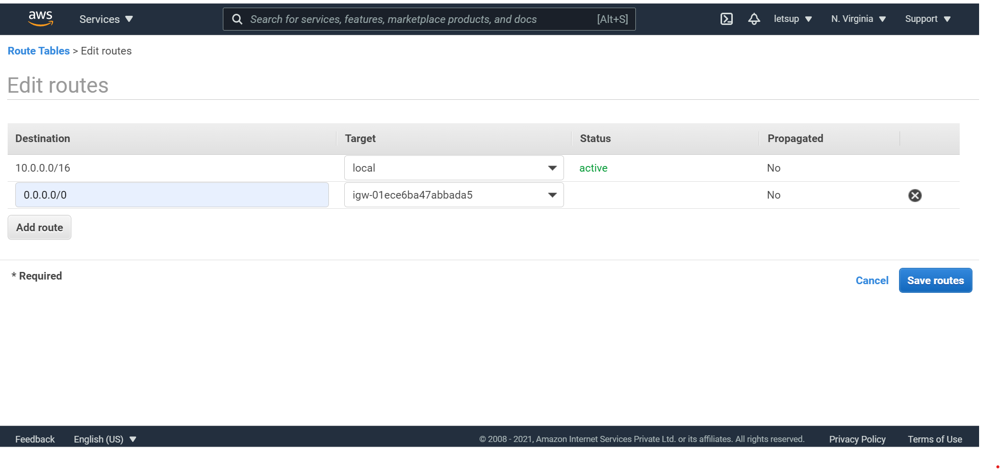 aws Services Search for services, features, marketplace products, and docs [Alt+S] letsup N. Virginia Support
Route Tables > Edit routes
Edit routes
Destination Target Status Propagated
10.0.0.0/16 local active No
0.0.0.0/0 igw-01ece6ba47abbada5 No
Add route
* Required
Cancel Save routes
Feedback English (US) © 2008 - 2021, Amazon Internet Services Private Ltd. or its affiliates. All rights reserved. Privacy Policy Terms of Use